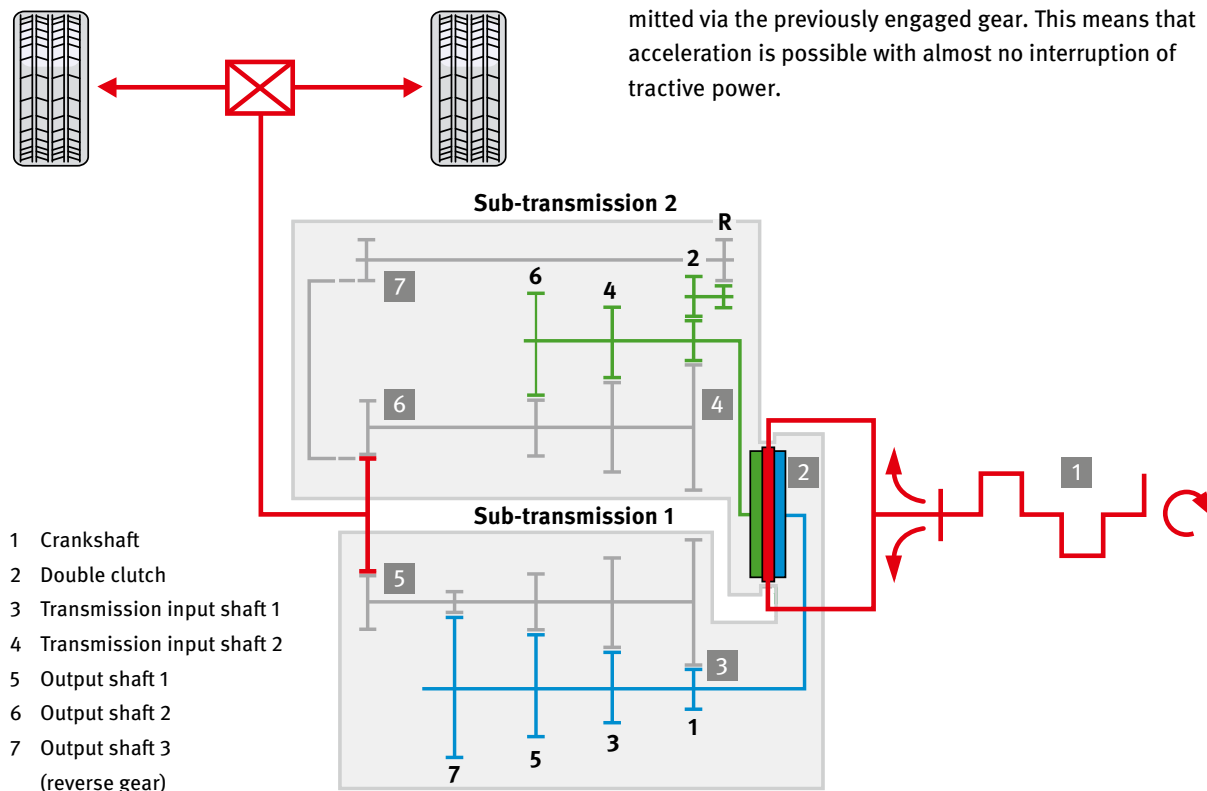 mitted via the previously engaged gear. This means that
acceleration is possible with almost no interruption of
tractive power.
Sub-transmission 2
R
2
6
4
7
6
4
2
1
Sub-transmission 1
5
3
1
3
5
7
1 Crankshaft
2 Double clutch
3 Transmission input shaft 1
4 Transmission input shaft 2
5 Output shaft 1
6 Output shaft 2
7 Output shaft 3
(reverse gear)